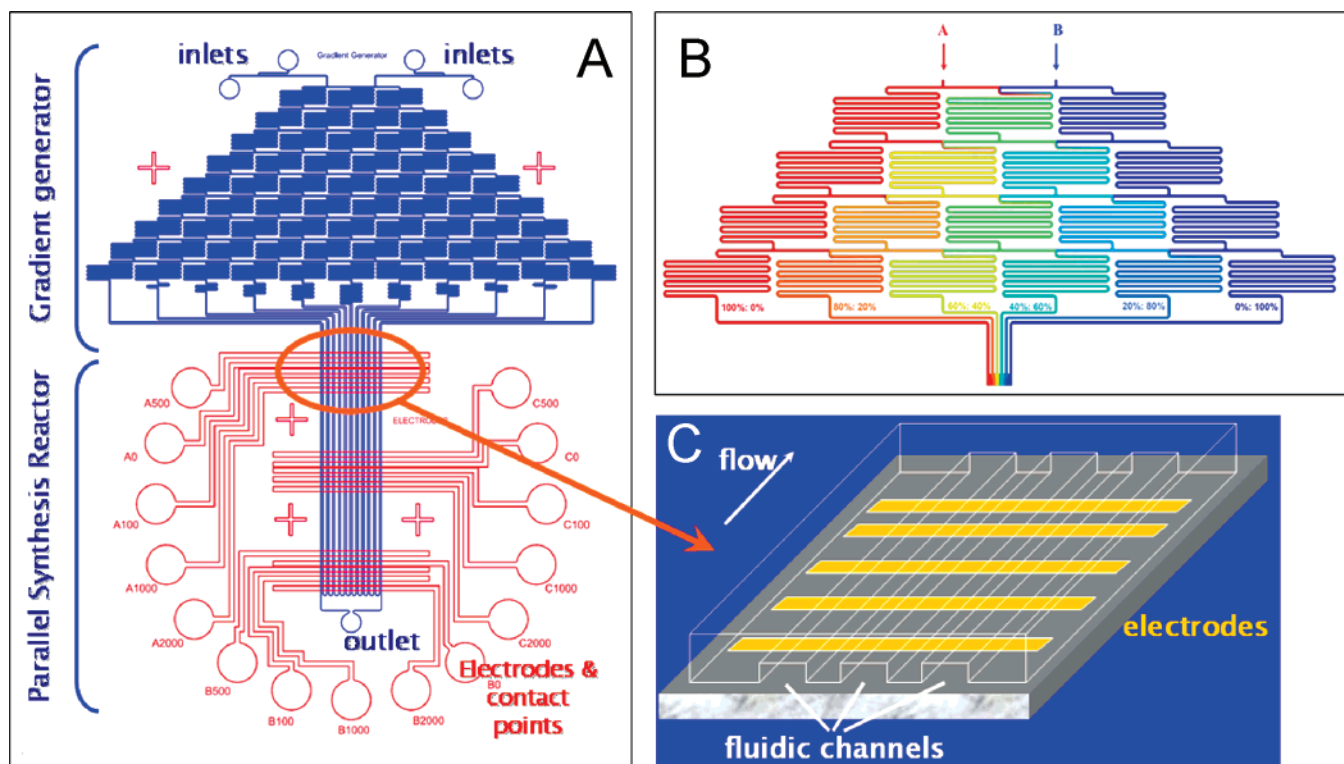 A
inlets
Gradient Generator
inlets
Gradient generator
Parallel Synthesis Reactor
A500
A0
A100
A1000
A2000
B500
B100
B1000
B2000
B0
C500
C0
C100
C1000
C2000
ELECTRODES
outlet
Electrodes &
contact
points
B
A
B
100%: 0%
80%: 20%
60%: 40%
40%: 60%
20%: 80%
0%: 100%
C
flow
electrodes
fluidic channels